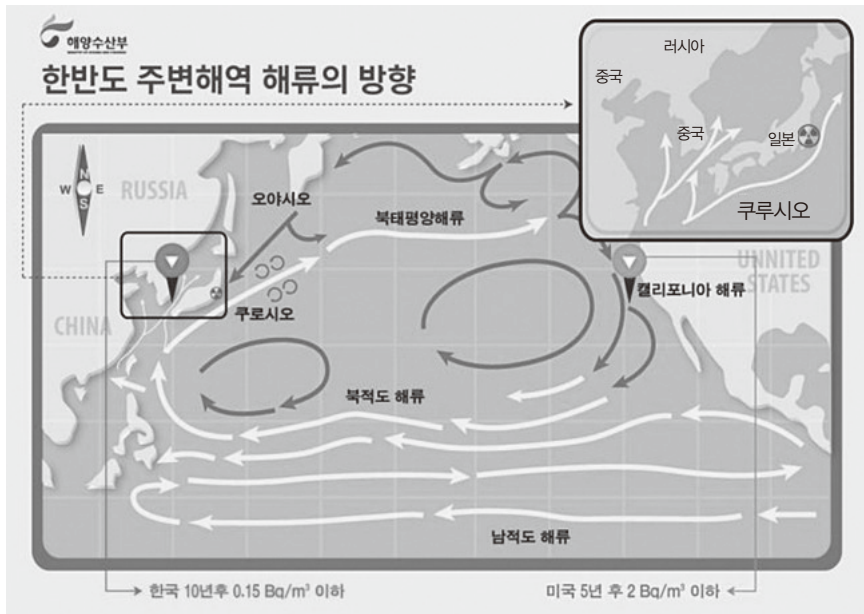 해양수산부
한반도 주변해역 해류의 방향
러시아
중국
중국
일본
쿠루시오
N
W E
S
RUSSIA
오야시오
북태평양해류
UNNITED
STATES
캘리포니아 해류
CHINA
쿠로시오
북적도 해류
남적도 해류
한국 10년후 0.15 Bq/m³ 이하
미국 5년 후 2 Bq/m³ 이하